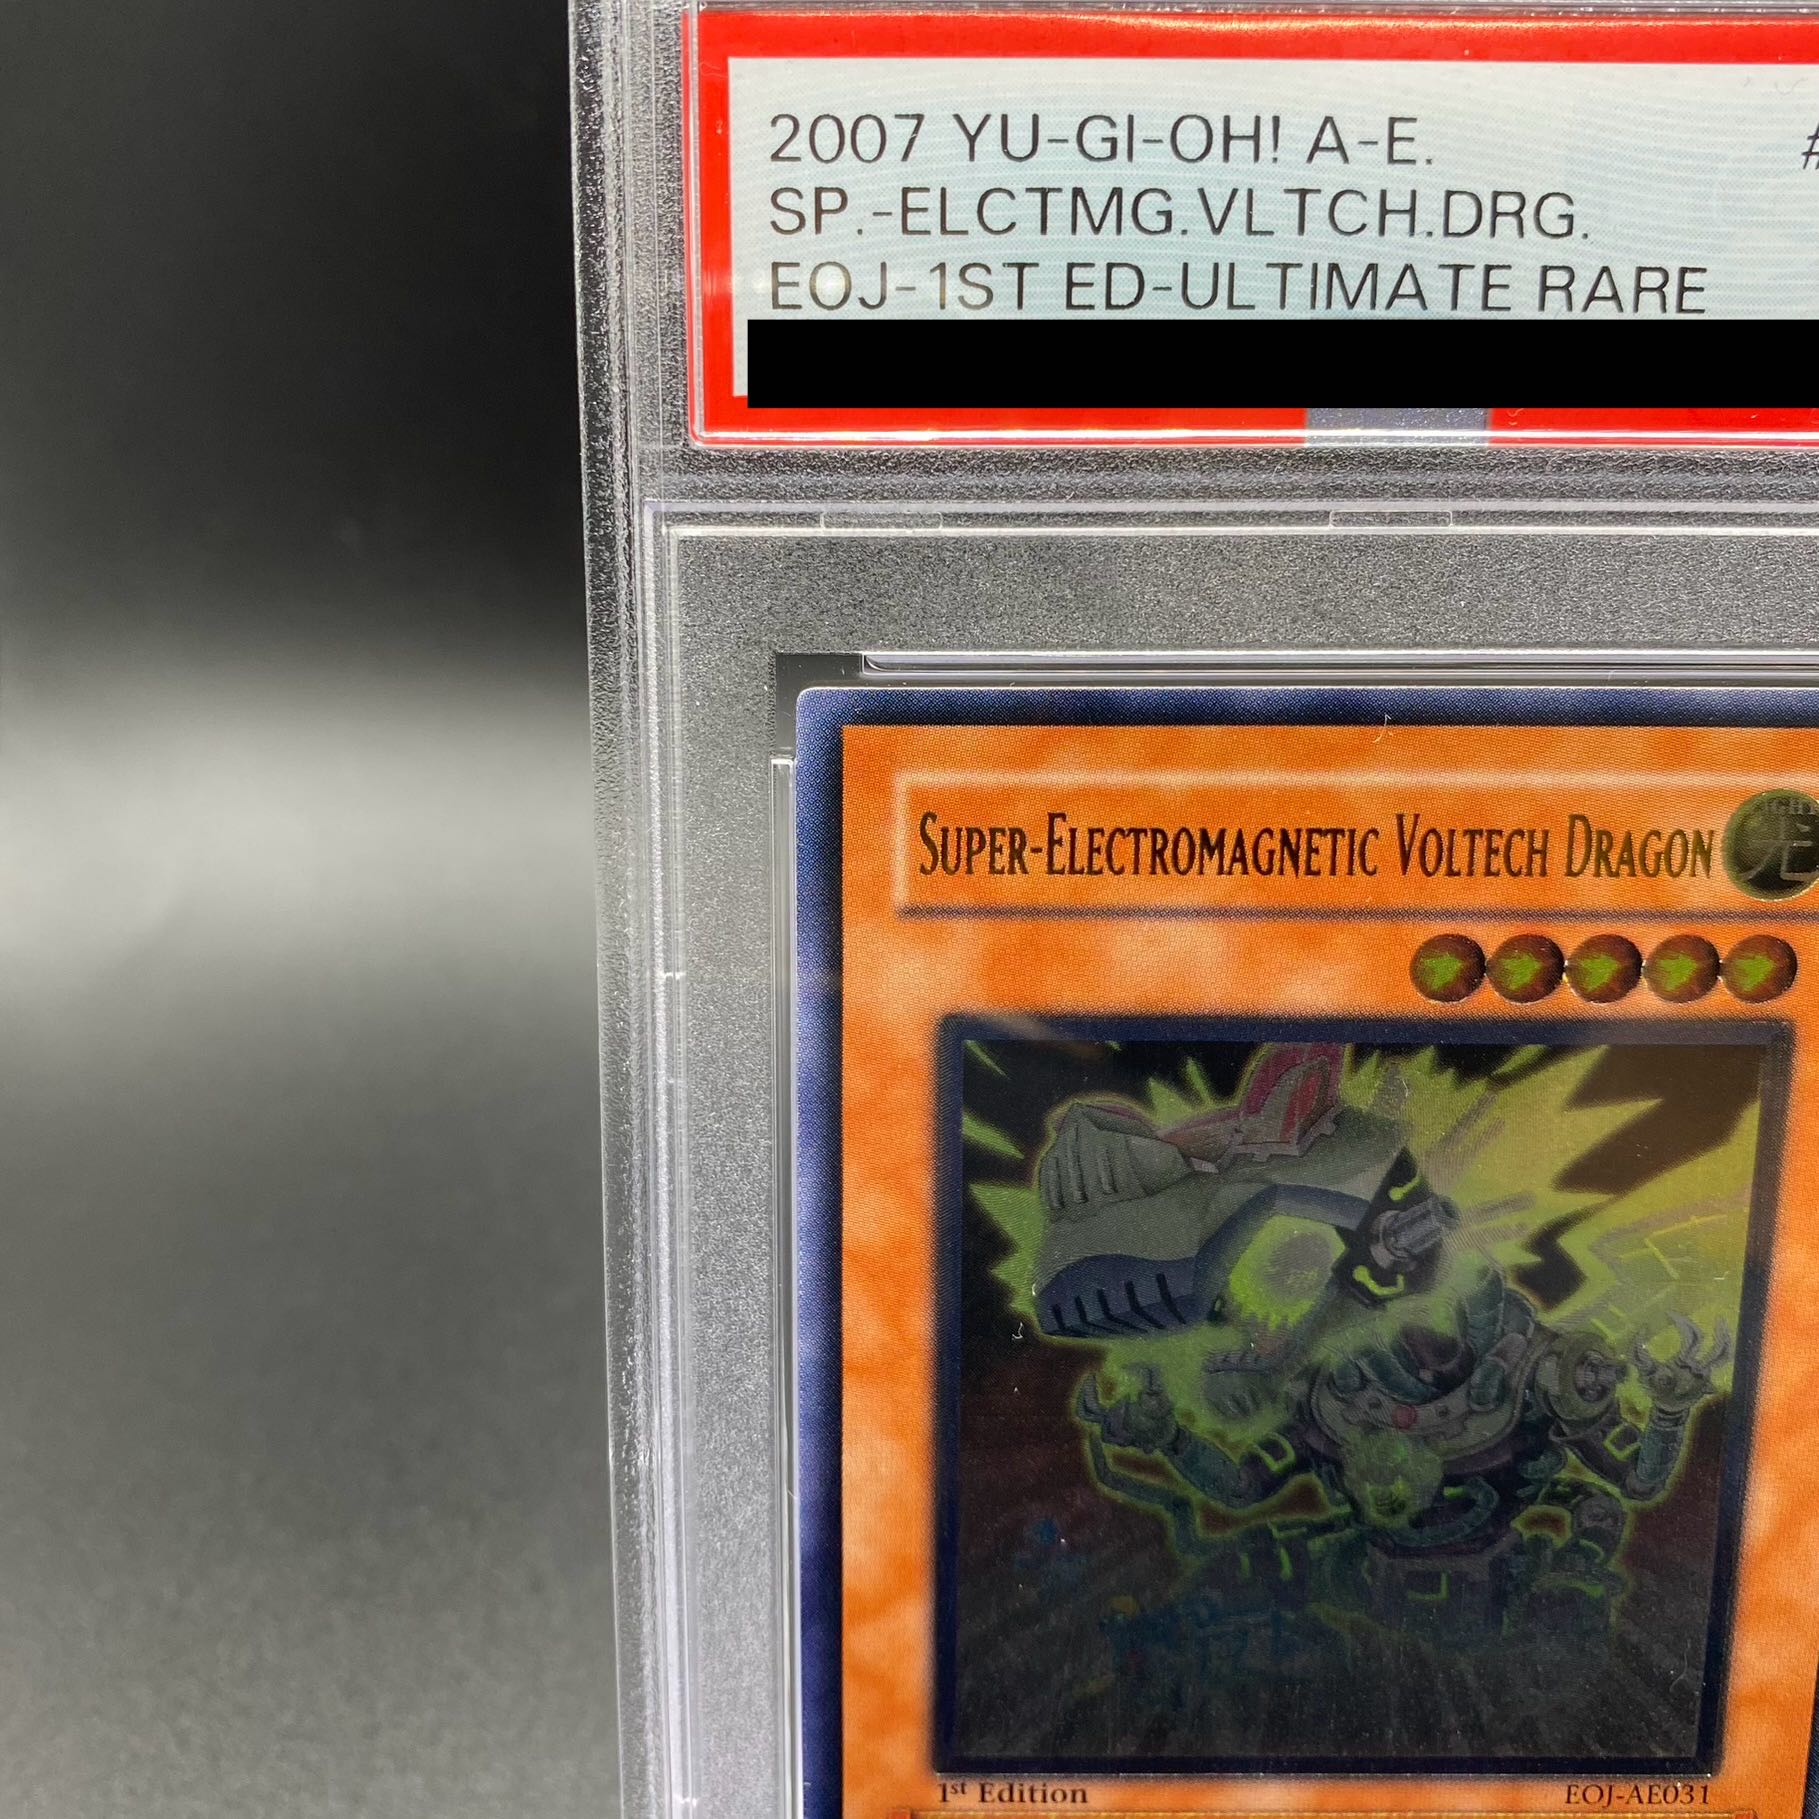 2007 YU-GI-OH! A-E. #
SP.-ELCTMG.VLTCH.DRG.
EOJ-1ST ED-ULTIMATE RARE
SUPER-ELECTROMAGNETIC VOLTECH DRAGON 光
1st Edition EOJ-AE031